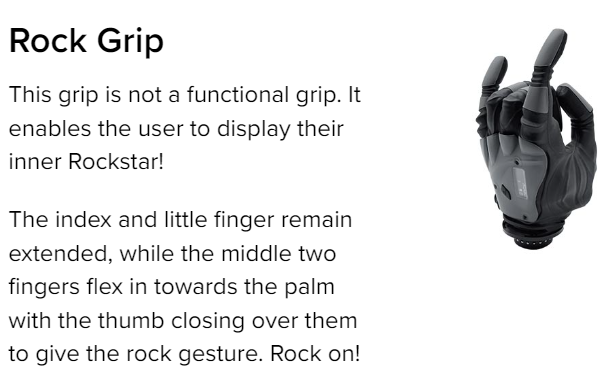 Rock Grip
This grip is not a functional grip. It
enables the user to display their
inner Rockstar!
The index and little finger remain
extended, while the middle two
fingers flex in towards the palm
with the thumb closing over them
to give the rock gesture. Rock on!